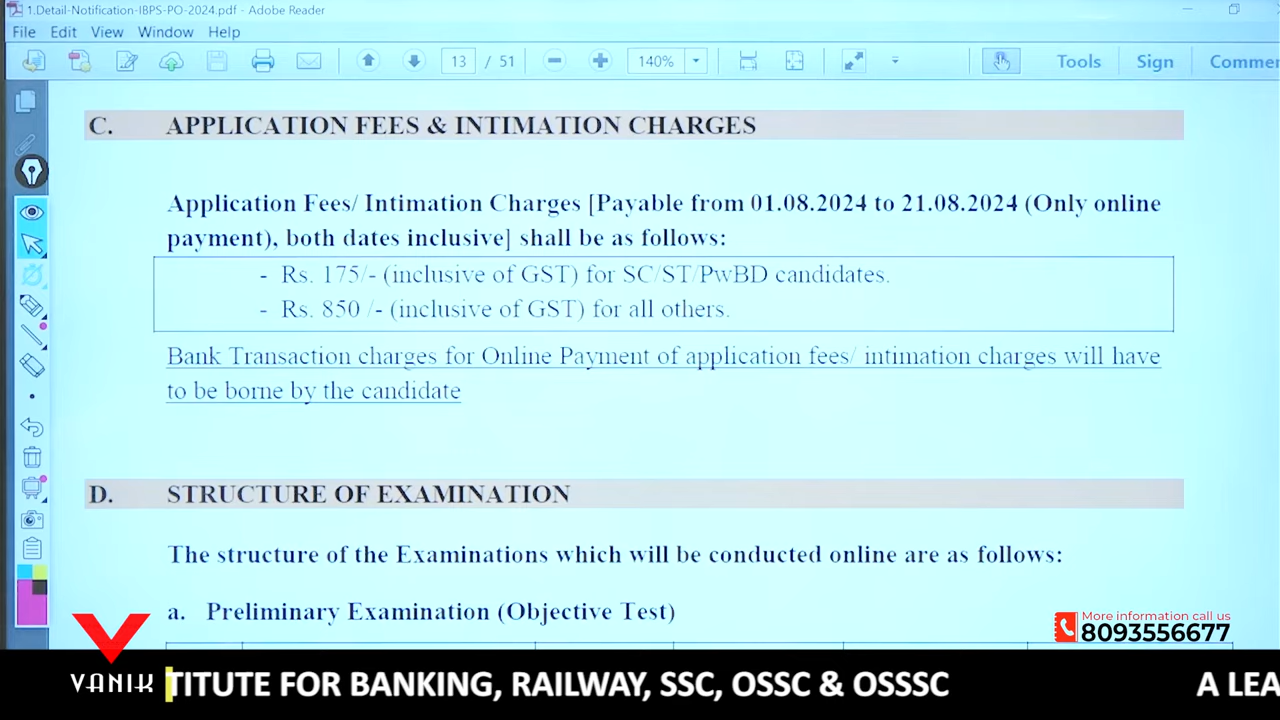 1.Detail-Notification-IBPS-PO-2024.pdf - Adobe Reader
File Edit View Window Help
13 / 51 140% Tools Sign
C. APPLICATION FEES & INTIMATION CHARGES
Application Fees/ Intimation Charges [Payable from 01.08.2024 to 21.08.2024 (Only online
payment), both dates inclusive] shall be as follows:
- Rs. 175/- (inclusive of GST) for SC/ST/PwBD candidates.
- Rs. 850 /- (inclusive of GST) for all others.
Bank Transaction charges for Online Payment of application fees/ intimation charges will have
to be borne by the candidate
D. STRUCTURE OF EXAMINATION
The structure of the Examinations which will be conducted online are as follows:
a. Preliminary Examination (Objective Test)
More information call us
8093556677
VANIK
TITUTE FOR BANKING, RAILWAY, SSC, OSSC & OSSSC A LEA